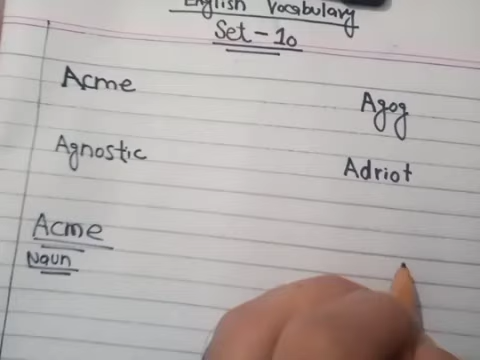 English Vocabulary
Set - 10
Acme
Agog
Agnostic
Adriot
Acme
Noun